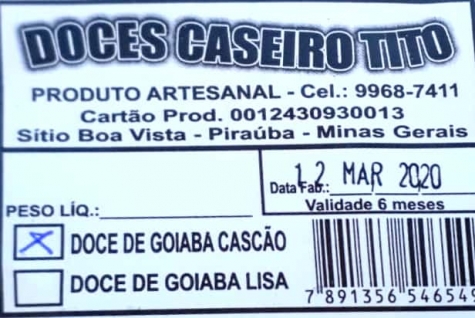 DOCES CASEIRO TITO
PRODUTO ARTESANAL - Cel.: 9968-7411
Cartão Prod. 0012430930013
Sítio Boa Vista - Piraúba - Minas Gerais
Data Fab.: 12 MAR 2020
Validade 6 meses
PESO LÍQ.:
X DOCE DE GOIABA CASCÃO
DOCE DE GOIABA LISA
7 891356 546549